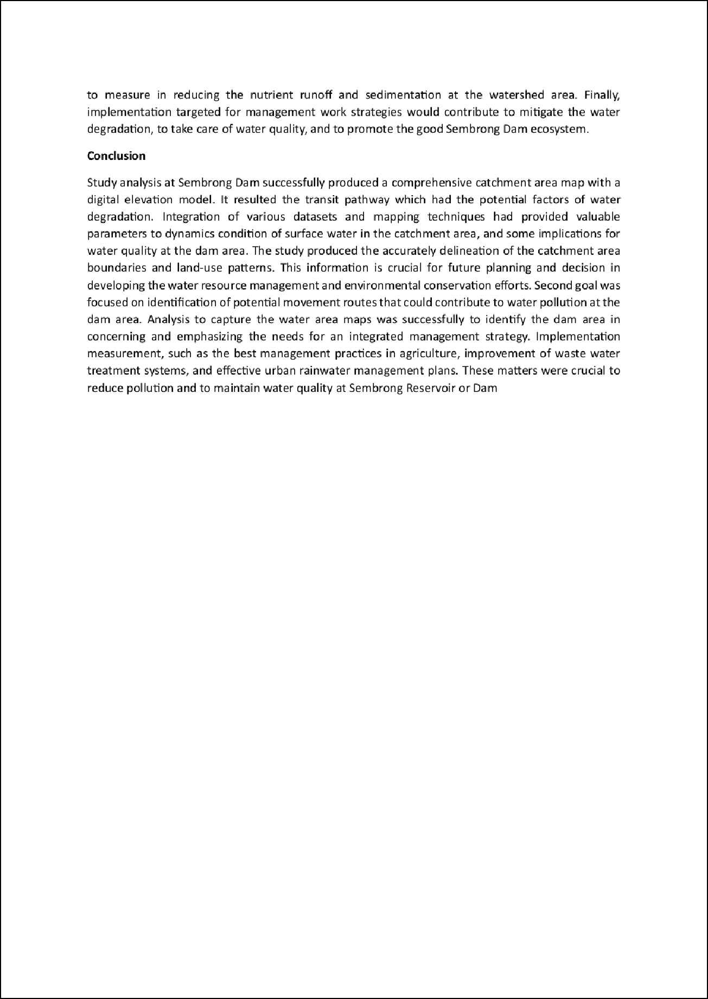 to measure in reducing the nutrient runoff and sedimentation at the watershed area. Finally,
implementation targeted for management work strategies would contribute to mitigate the water
degradation, to take care of water quality, and to promote the good Sembrong Dam ecosystem.
Conclusion
Study analysis at Sembrong Dam successfully produced a comprehensive catchment area map with a
digital elevation model. It resulted the transit pathway which had the potential factors of water
degradation. Integration of various datasets and mapping techniques had provided valuable
parameters to dynamics condition of surface water in the catchment area, and some implications for
water quality at the dam area. The study produced the accurately delineation of the catchment area
boundaries and land-use patterns. This information is crucial for future planning and decision in
developing the water resource management and environmental conservation efforts. Second goal was
focused on identification of potential movement routes that could contribute to water pollution at the
dam area. Analysis to capture the water area maps was successfully to identify the dam area in
concerning and emphasizing the needs for an integrated management strategy. Implementation
measurement, such as the best management practices in agriculture, improvement of waste water
treatment systems, and effective urban rainwater management plans. These matters were crucial to
reduce pollution and to maintain water quality at Sembrong Reservoir or Dam